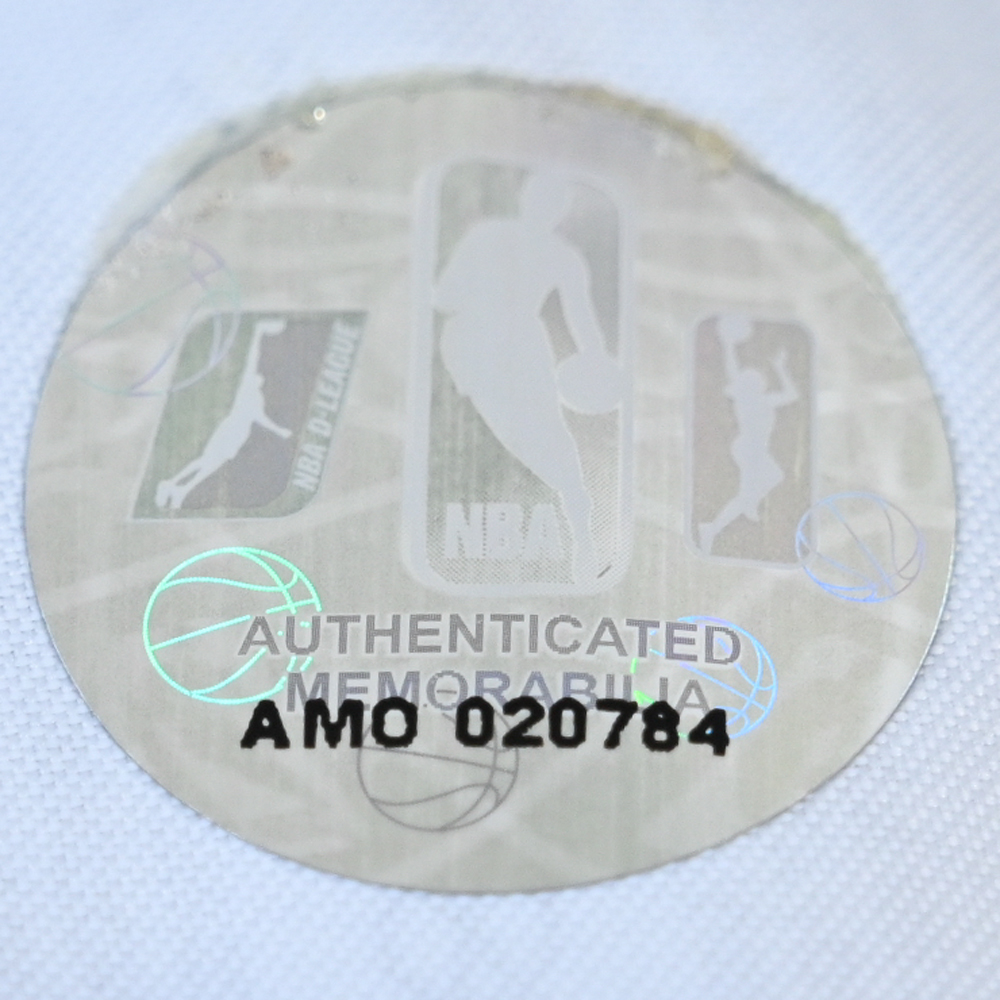 NBA D-LEAGUE
NBA
AUTHENTICATED
MEMORABILIA
AMO 020784